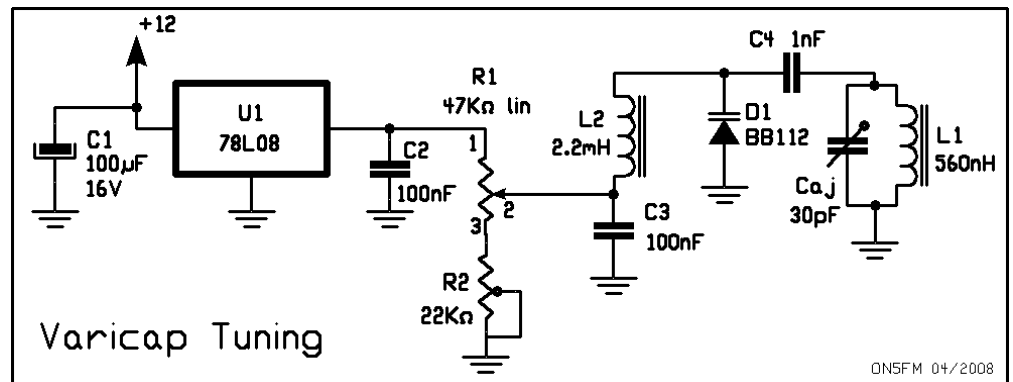 +12
C1
100µF
16V
U1
78L08
C2
100nF
R1
47KΩ lin
1
2
3
R2
22KΩ
L2
2.2mH
C3
100nF
C4 1nF
D1
BB112
Caj
30pF
L1
560nH
Varicap Tuning
ON5FM 04/2008